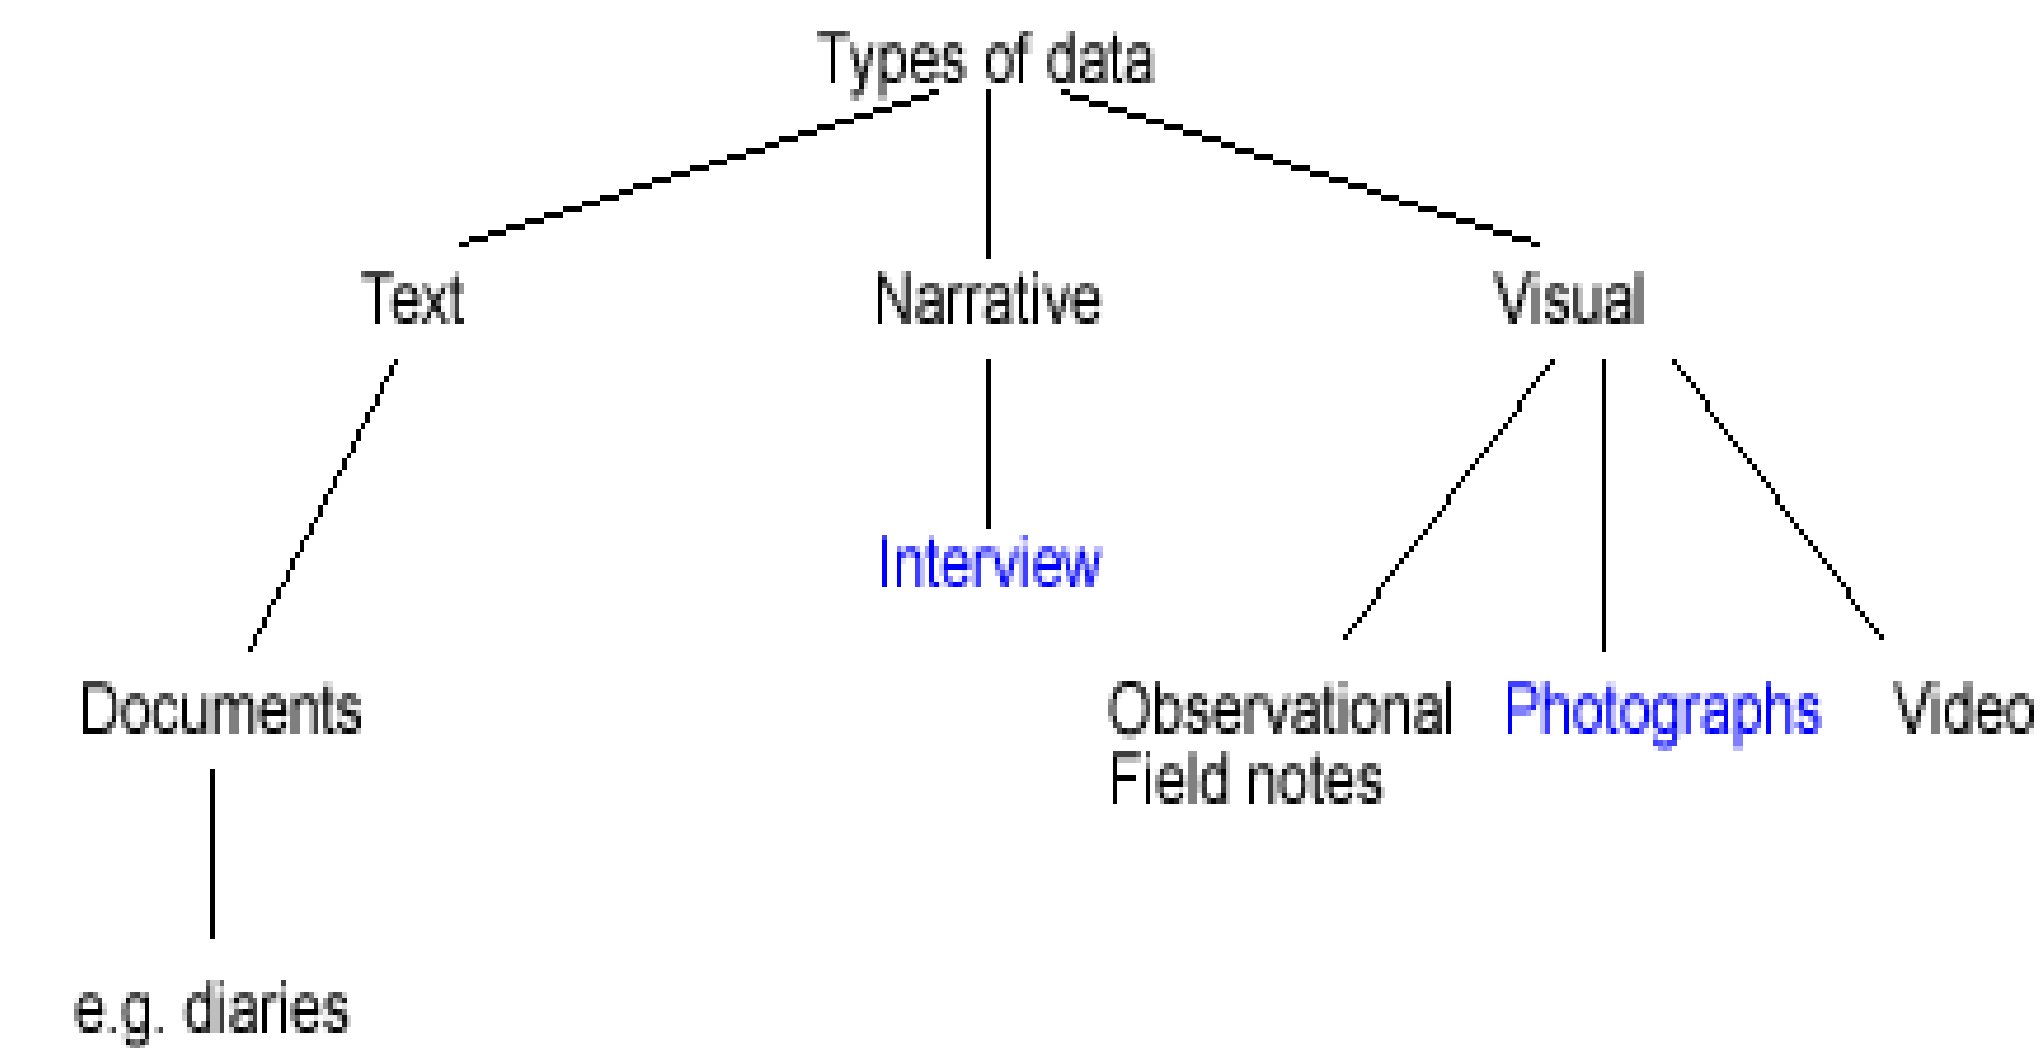 Types of data
Text
Narrative
Visual
Interview
Documents
Observational
Field notes
Photographs
Video
e.g. diaries